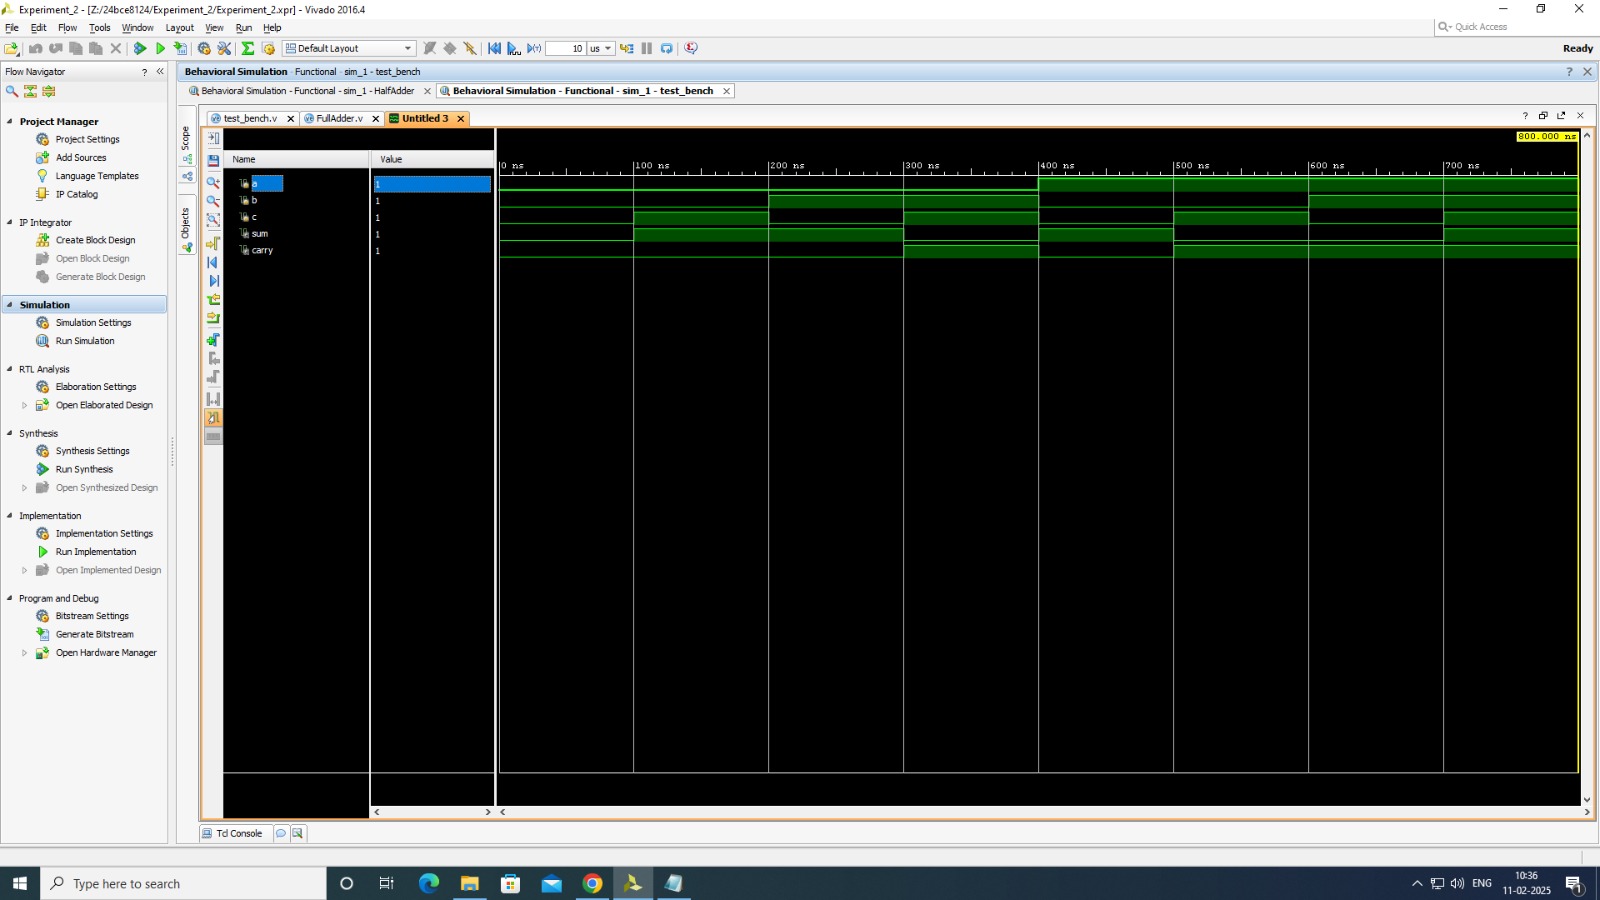 Experiment_2 - [Z:/24bce8124/Experiment_2/Experiment_2.xpr] - Vivado 2016.4
File Edit Flow Tools Window Layout View Run Help
Quick Access
Default Layout
10 us
Ready
Flow Navigator ? «
Behavioral Simulation - Functional - sim_1 - test_bench
Behavioral Simulation - Functional - sim_1 - HalfAdder
Behavioral Simulation - Functional - sim_1 - test_bench
Project Manager
Project Settings
Add Sources
Language Templates
IP Catalog
IP Integrator
Create Block Design
Open Block Design
Generate Block Design
Simulation
Simulation Settings
Run Simulation
RTL Analysis
Elaboration Settings
Open Elaborated Design
Synthesis
Synthesis Settings
Run Synthesis
Open Synthesized Design
Implementation
Implementation Settings
Run Implementation
Open Implemented Design
Program and Debug
Bitstream Settings
Generate Bitstream
Open Hardware Manager
Scope
Objects
test_bench.v FullAdder.v Untitled 3
800.000 ns
Name Value
0 ns 100 ns 200 ns 300 ns 400 ns 500 ns 600 ns 700 ns
a 1
b 1
c 1
sum 1
carry 1
Tcl Console
Type here to search
ENG
10:36
11-02-2025
1